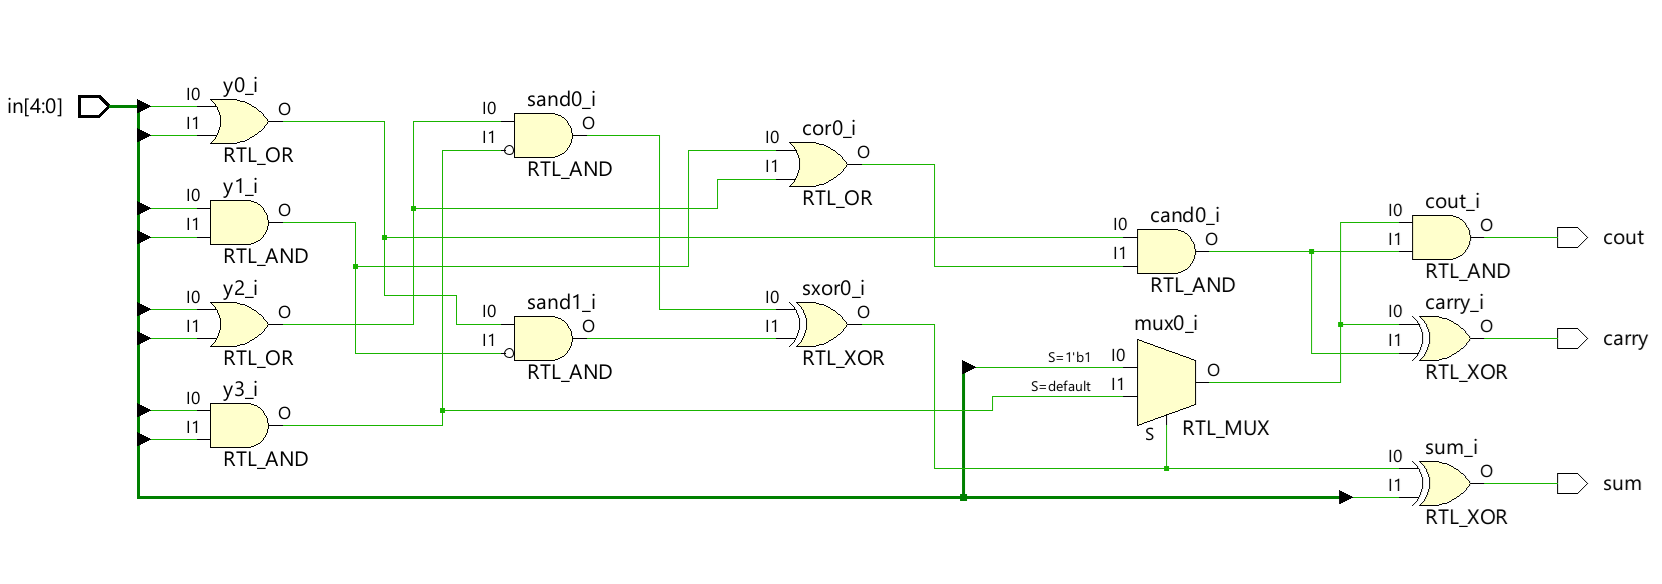 in[4:0]
y0_i
I0
I1
O
RTL_OR
y1_i
I0
I1
O
RTL_AND
y2_i
I0
I1
O
RTL_OR
y3_i
I0
I1
O
RTL_AND
sand0_i
I0
I1
O
RTL_AND
sand1_i
I0
I1
O
RTL_AND
cor0_i
I0
I1
O
RTL_OR
sxor0_i
I0
I1
O
RTL_XOR
cand0_i
I0
I1
O
RTL_AND
mux0_i
S=1'b1
I0
S=default
I1
O
S
RTL_MUX
cout_i
I0
I1
O
RTL_AND
cout
carry_i
I0
I1
O
RTL_XOR
carry
sum_i
I0
I1
O
RTL_XOR
sum